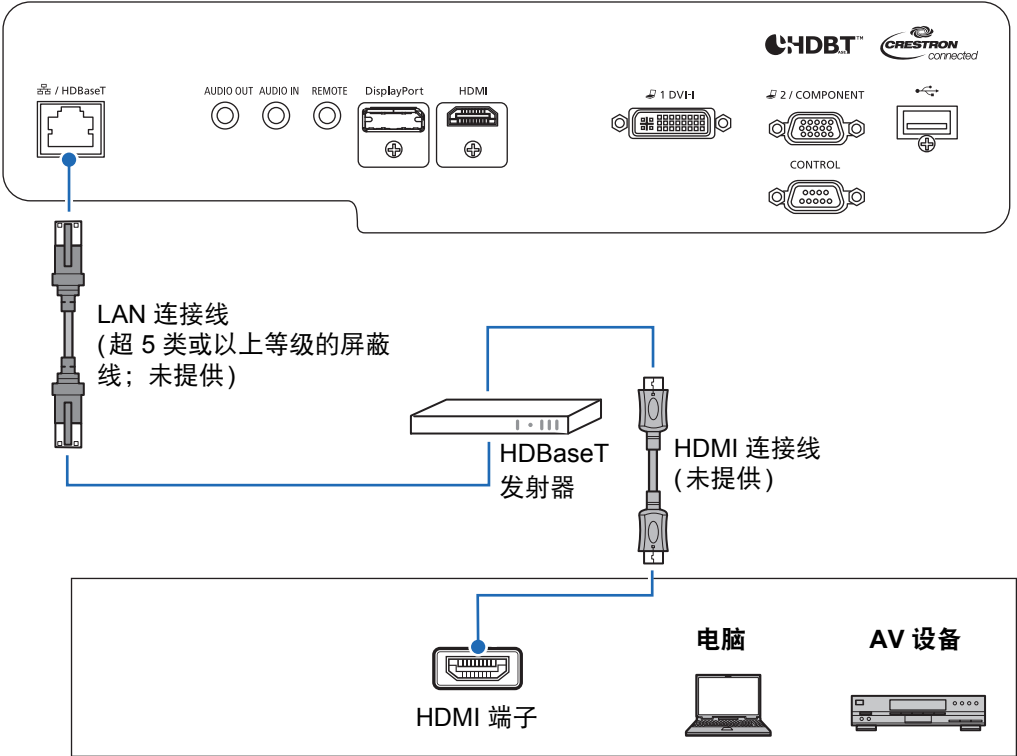 HDBT™
CRESTRON
connected
/ HDBaseT
AUDIO OUT AUDIO IN REMOTE DisplayPort HDMI
1 DVI-I
2 / COMPONENT
CONTROL
LAN 连接线
(超 5 类或以上等级的屏蔽
线；未提供)
HDBaseT
发射器
HDMI 连接线
(未提供)
HDMI 端子
电脑
AV 设备